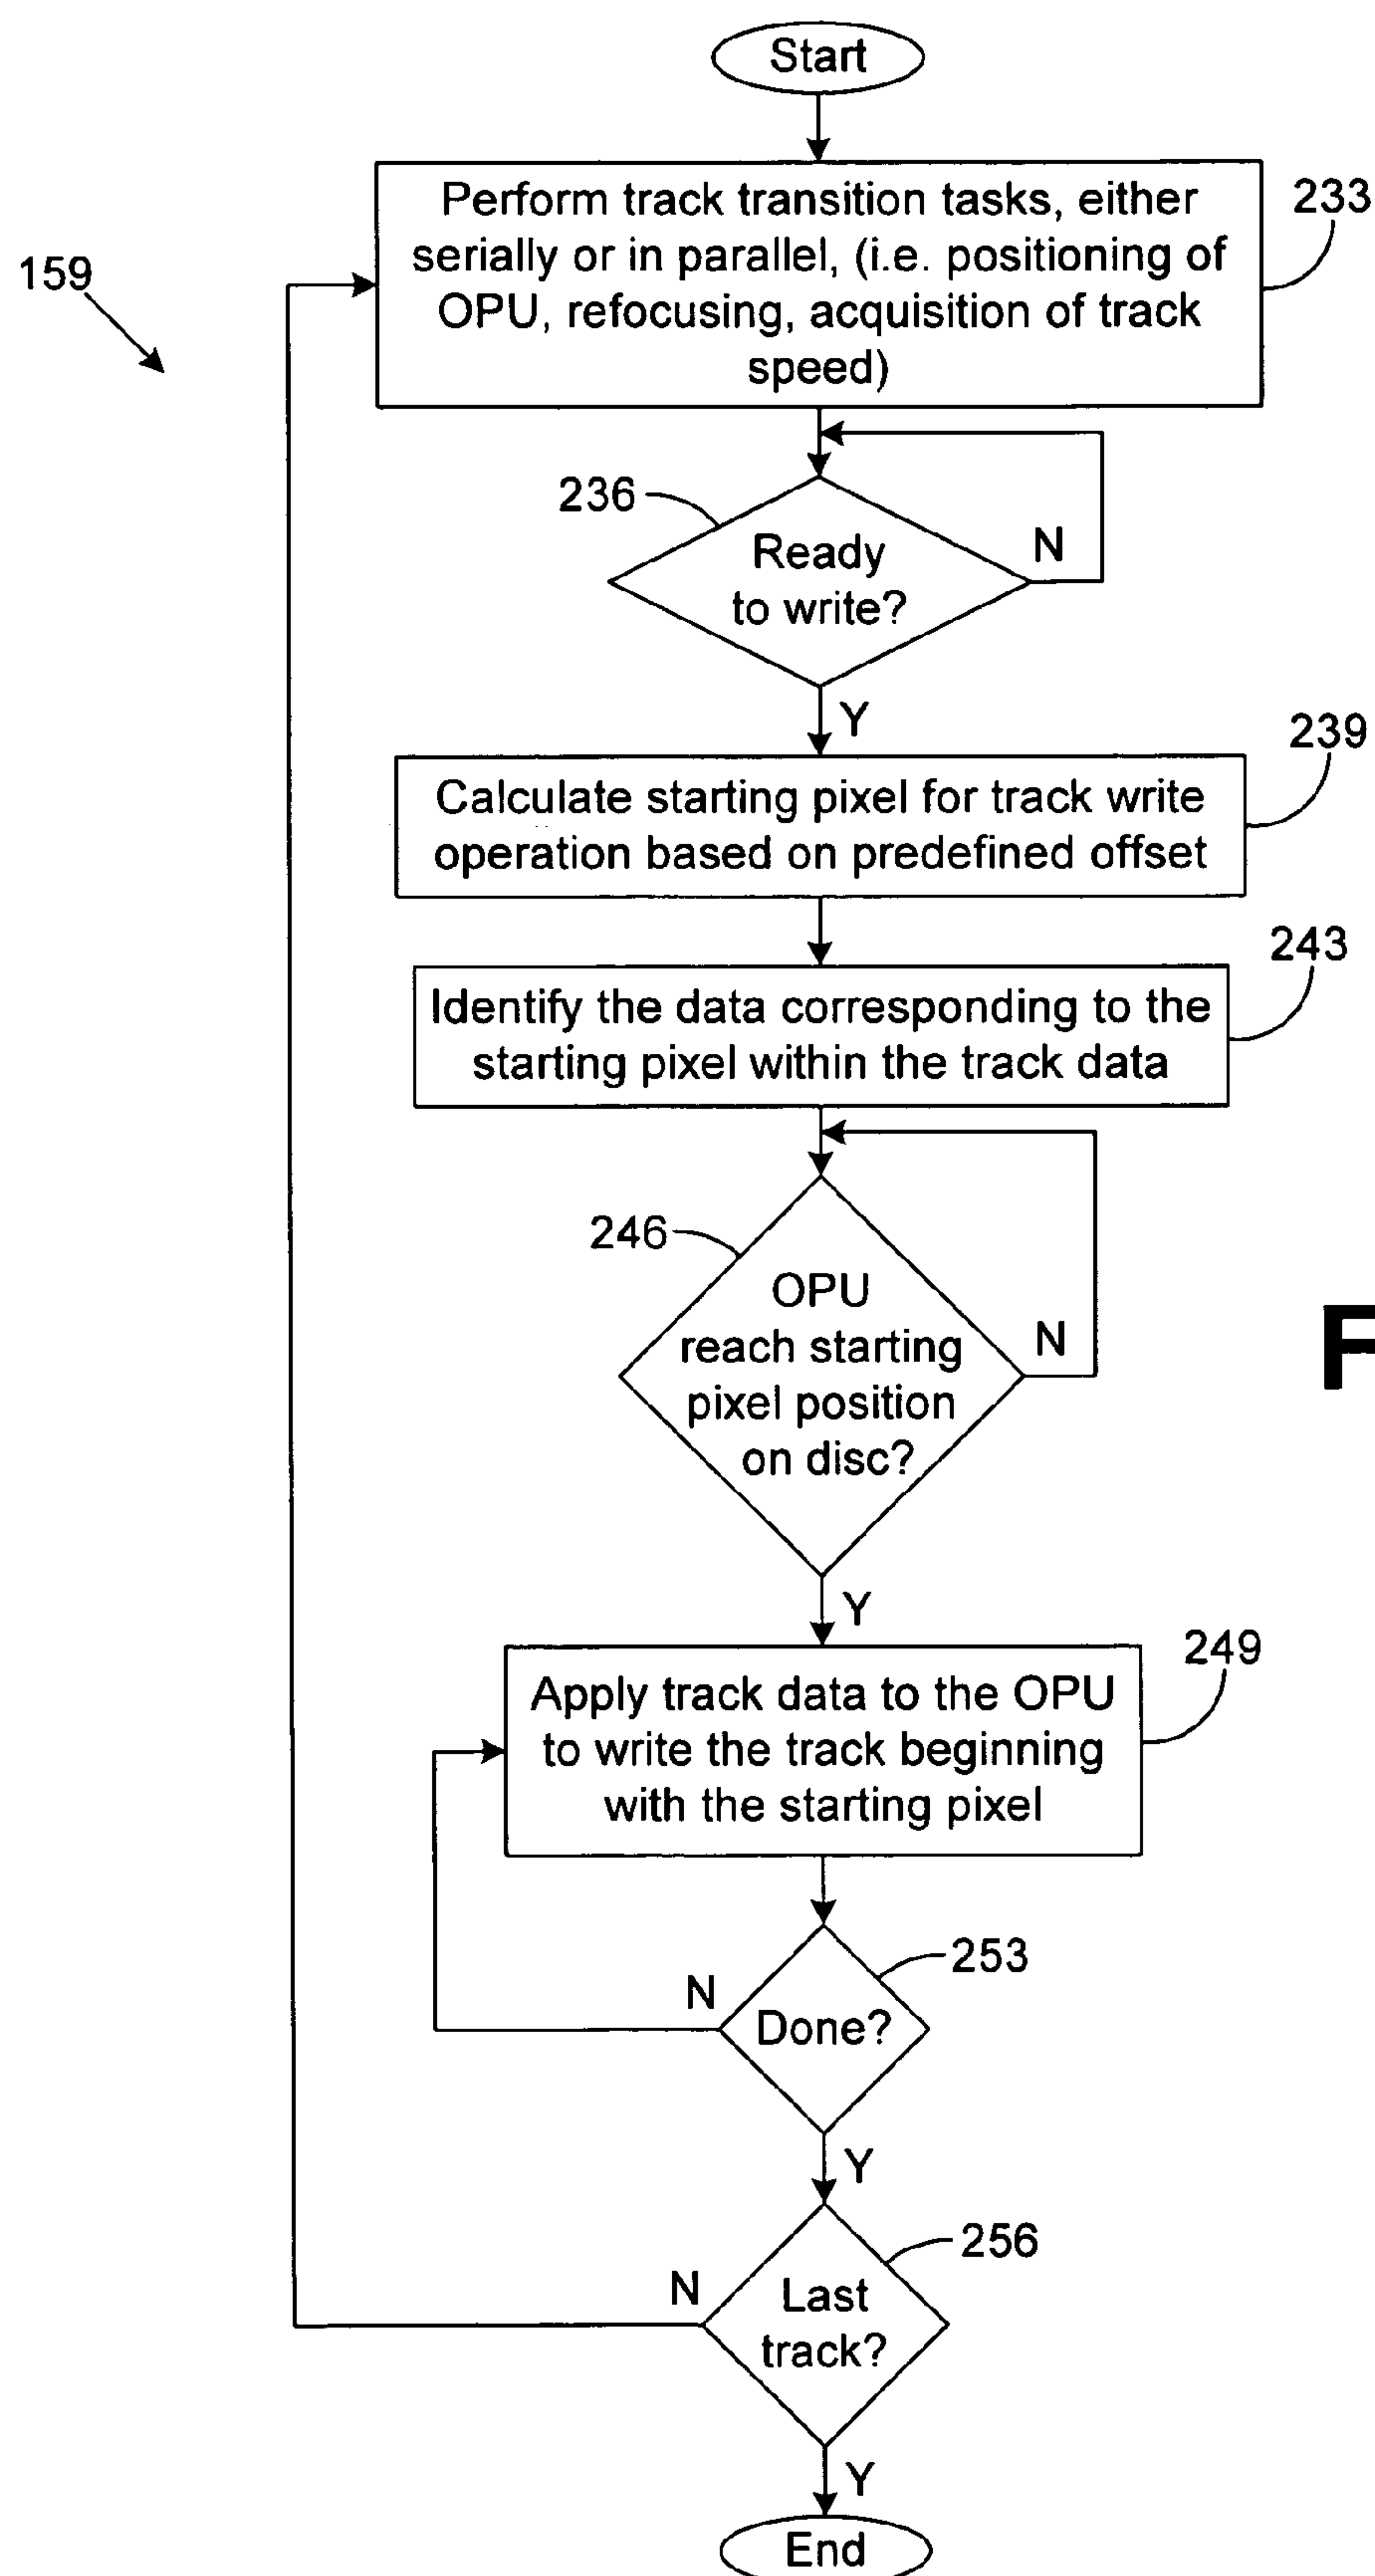 Start
Perform track transition tasks, either
serially or in parallel, (i.e. positioning of
OPU, refocusing, acquisition of track
speed)
233
159
236
Ready
to write?
N
Y
239
Calculate starting pixel for track write
operation based on predefined offset
243
Identify the data corresponding to the
starting pixel within the track data
246
OPU
reach starting
pixel position
on disc?
N
F
Y
249
Apply track data to the OPU
to write the track beginning
with the starting pixel
253
N
Done?
Y
256
N
Last
track?
Y
End